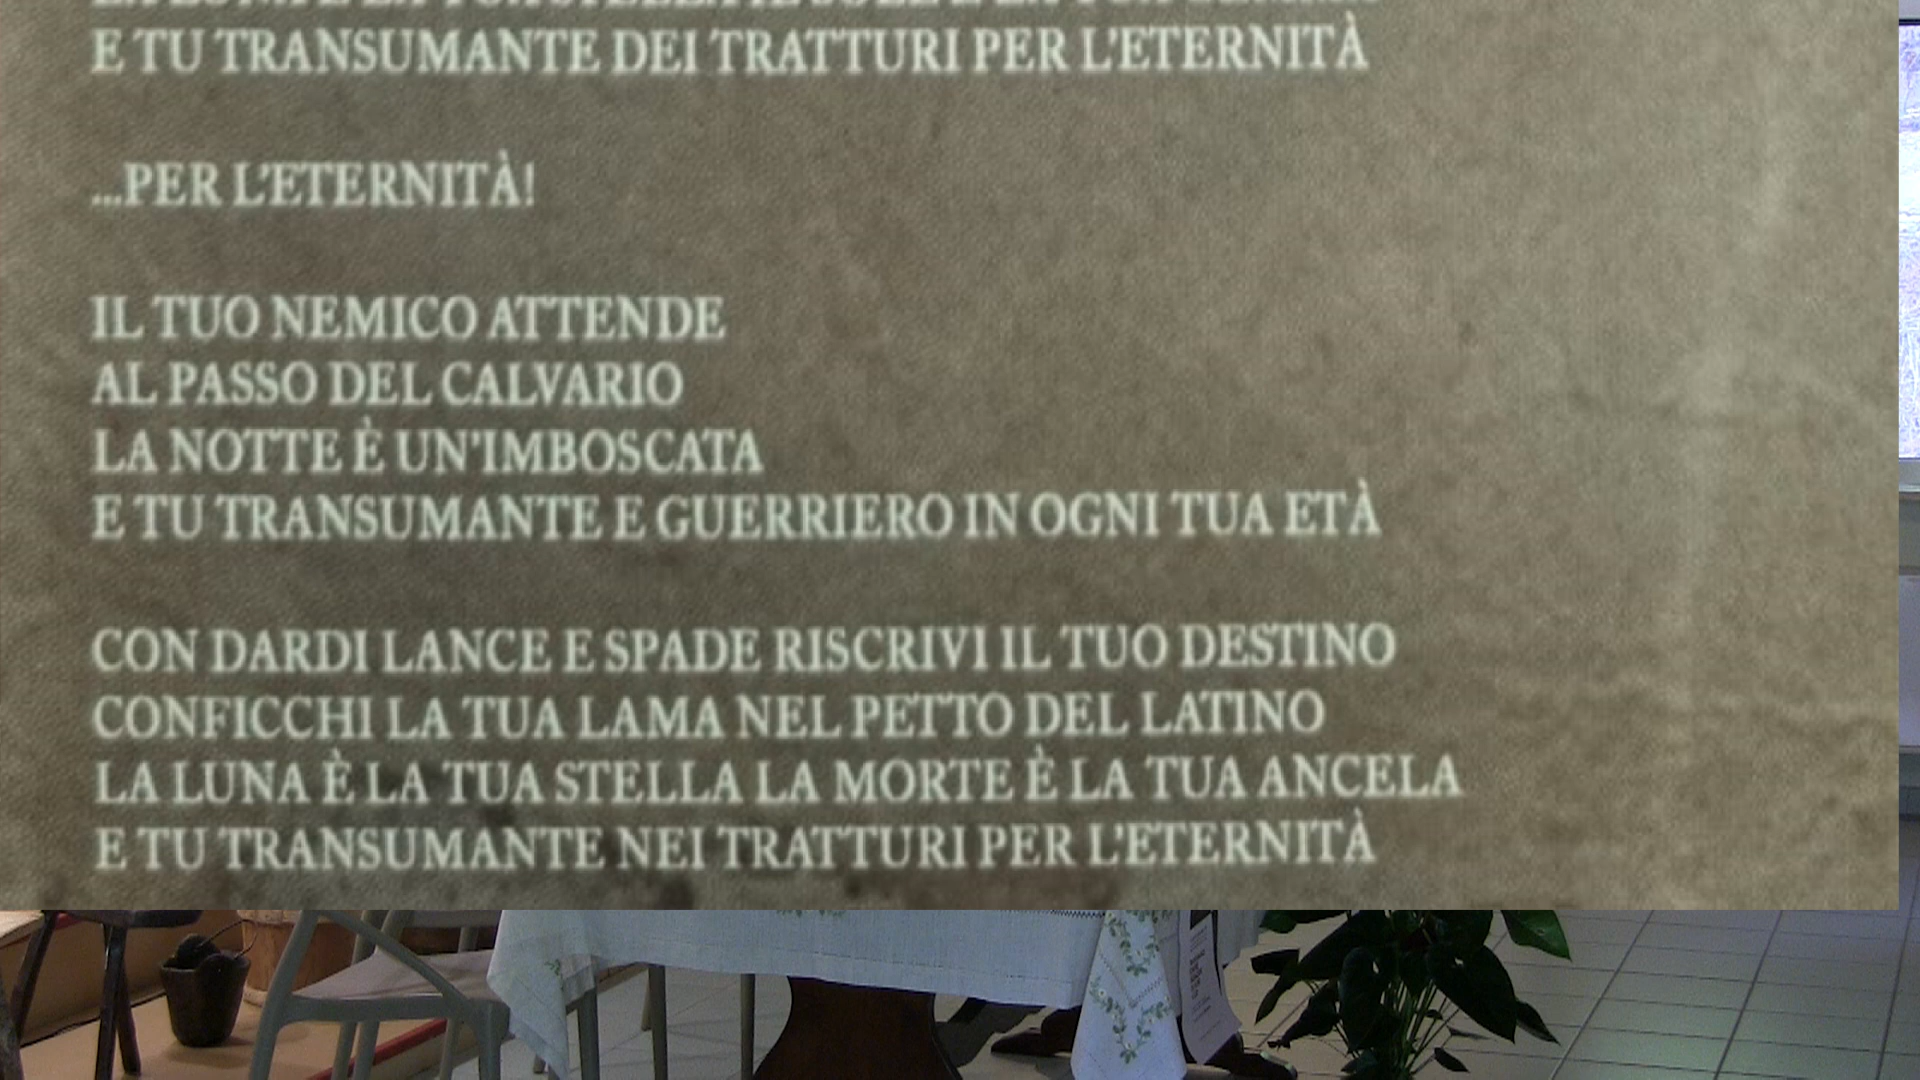 E TU TRANSUMANTE DEI TRATTURI PER L'ETERNITÀ
...PER L'ETERNITÀ!
IL TUO NEMICO ATTENDE
AL PASSO DEL CALVARIO
LA NOTTE È UN'IMBOSCATA
E TU TRANSUMANTE E GUERRIERO IN OGNI TUA ETÀ
CON DARDI LANCE E SPADE RISCRIVI IL TUO DESTINO
CONFICCHI LA TUA LAMA NEL PETTO DEL LATINO
LA LUNA È LA TUA STELLA LA MORTE È LA TUA ANCELA
E TU TRANSUMANTE NEI TRATTURI PER L'ETERNITÀ